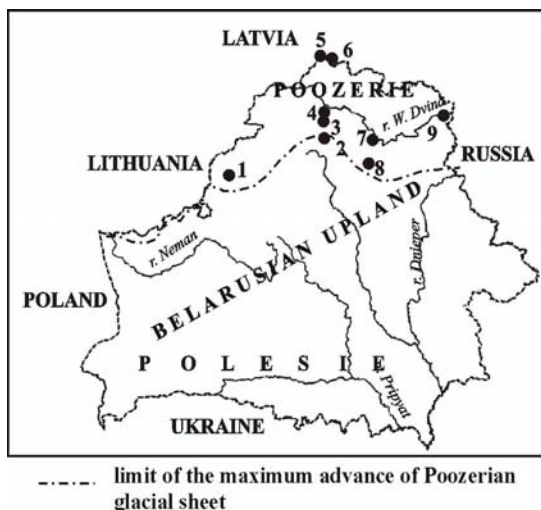 LATVIA
5
6
POOZERIE
r. W. Dvina
4
3
2
7
9
8
LITHUANIA
1
RUSSIA
r. Neman
BELARUSIAN UPLAND
r. Dnieper
POLAND
POLESIE
r. Pripyat
UKRAINE
limit of the maximum advance of Poozerian
glacial sheet